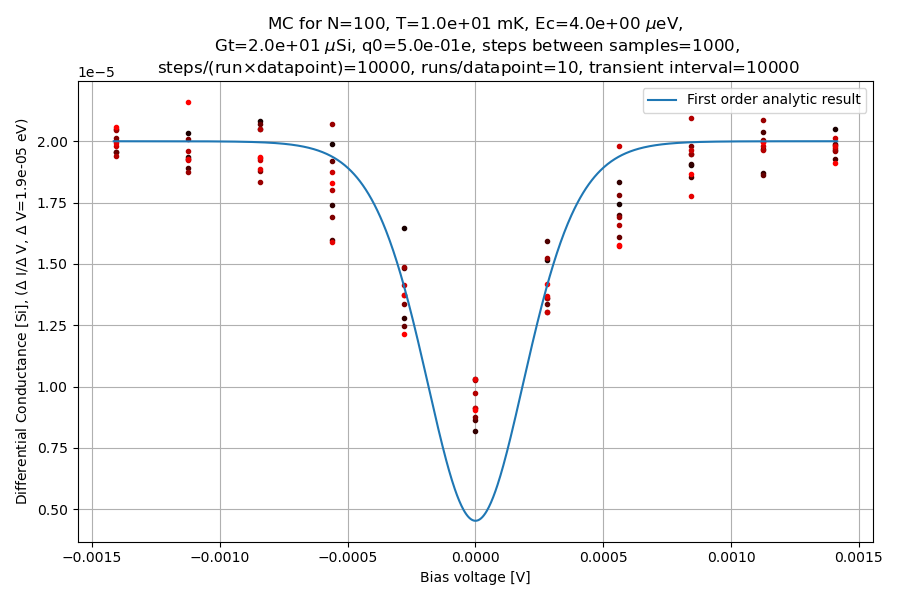 MC for N=100, T=1.0e+01 mK, Ec=4.0e+00 μeV,
Gt=2.0e+01 μSi, q0=5.0e-01e, steps between samples=1000,
steps/(run×datapoint)=10000, runs/datapoint=10, transient interval=10000
1e−5
First order analytic result
Differential Conductance [Si], (Δ I/Δ V, Δ V=1.9e-05 eV)
2.00
1.75
1.50
1.25
1.00
0.75
0.50
−0.0015 −0.0010 −0.0005 0.0000 0.0005 0.0010 0.0015
Bias voltage [V]